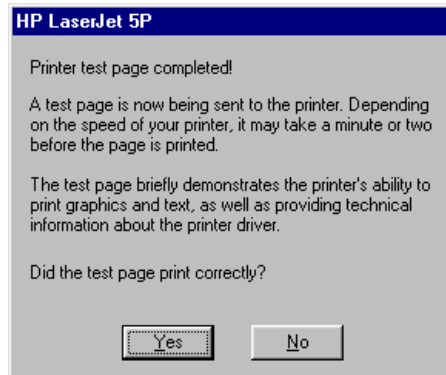 HP LaserJet 5P
Printer test page completed!
A test page is now being sent to the printer. Depending
on the speed of your printer, it may take a minute or two
before the page is printed.
The test page briefly demonstrates the printer's ability to
print graphics and text, as well as providing technical
information about the printer driver.
Did the test page print correctly?
Yes No